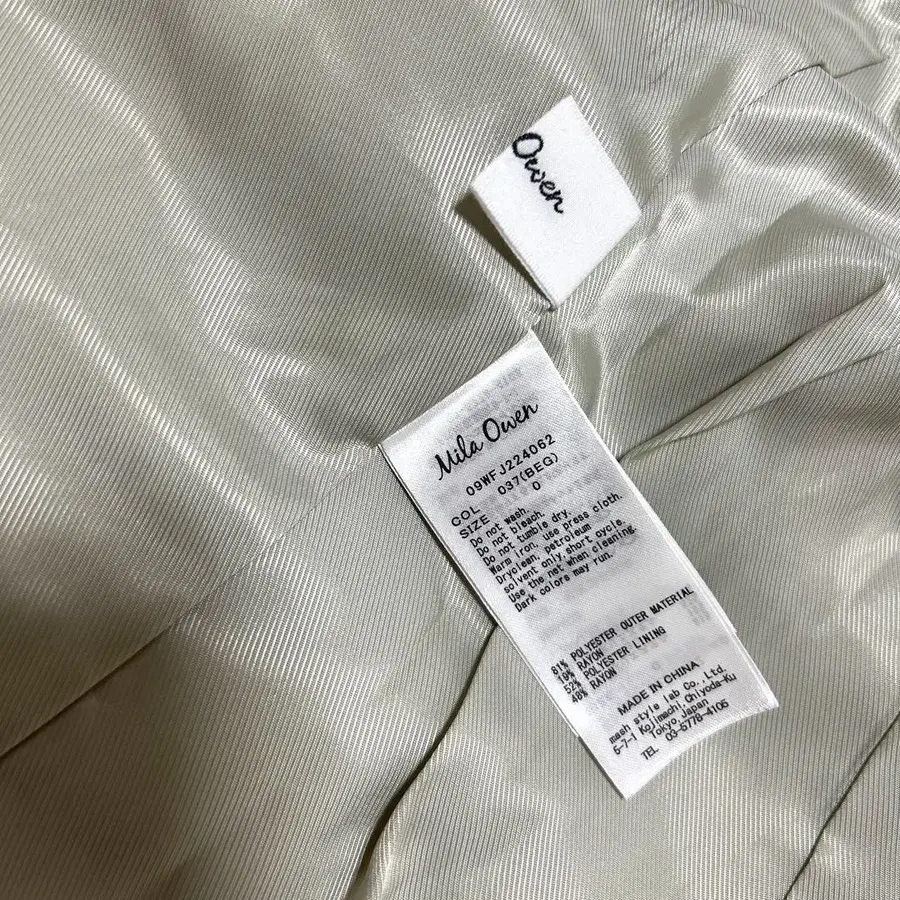 Owen
Mila Owen
09WFJ224062
COL 037(BEG)
SIZE 0
Do not wash.
Do not bleach.
Do not tumble dry.
Warm iron, use press cloth.
Dryclean, petroleum
solvent only,short cycle.
Use the net when cleaning.
Dark colors may run.
81% POLYESTER OUTER MATERIAL
19% RAYON
52% POLYESTER LINING
48% RAYON
MADE IN CHINA
mash style lab Co.,Ltd.
5-7-1 Kojimachi,Chiyoda-Ku
Tokyo,Japan
TEL 03-6778-4105